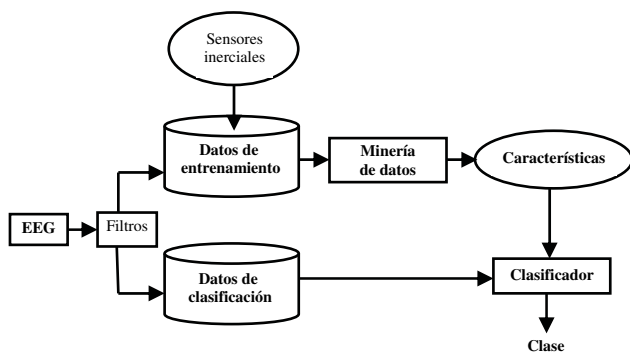 Sensores
inerciales
Datos de
entrenamiento
Minería
de datos
Características
EEG
Filtros
Datos de
clasificación
Clasificador
Clase